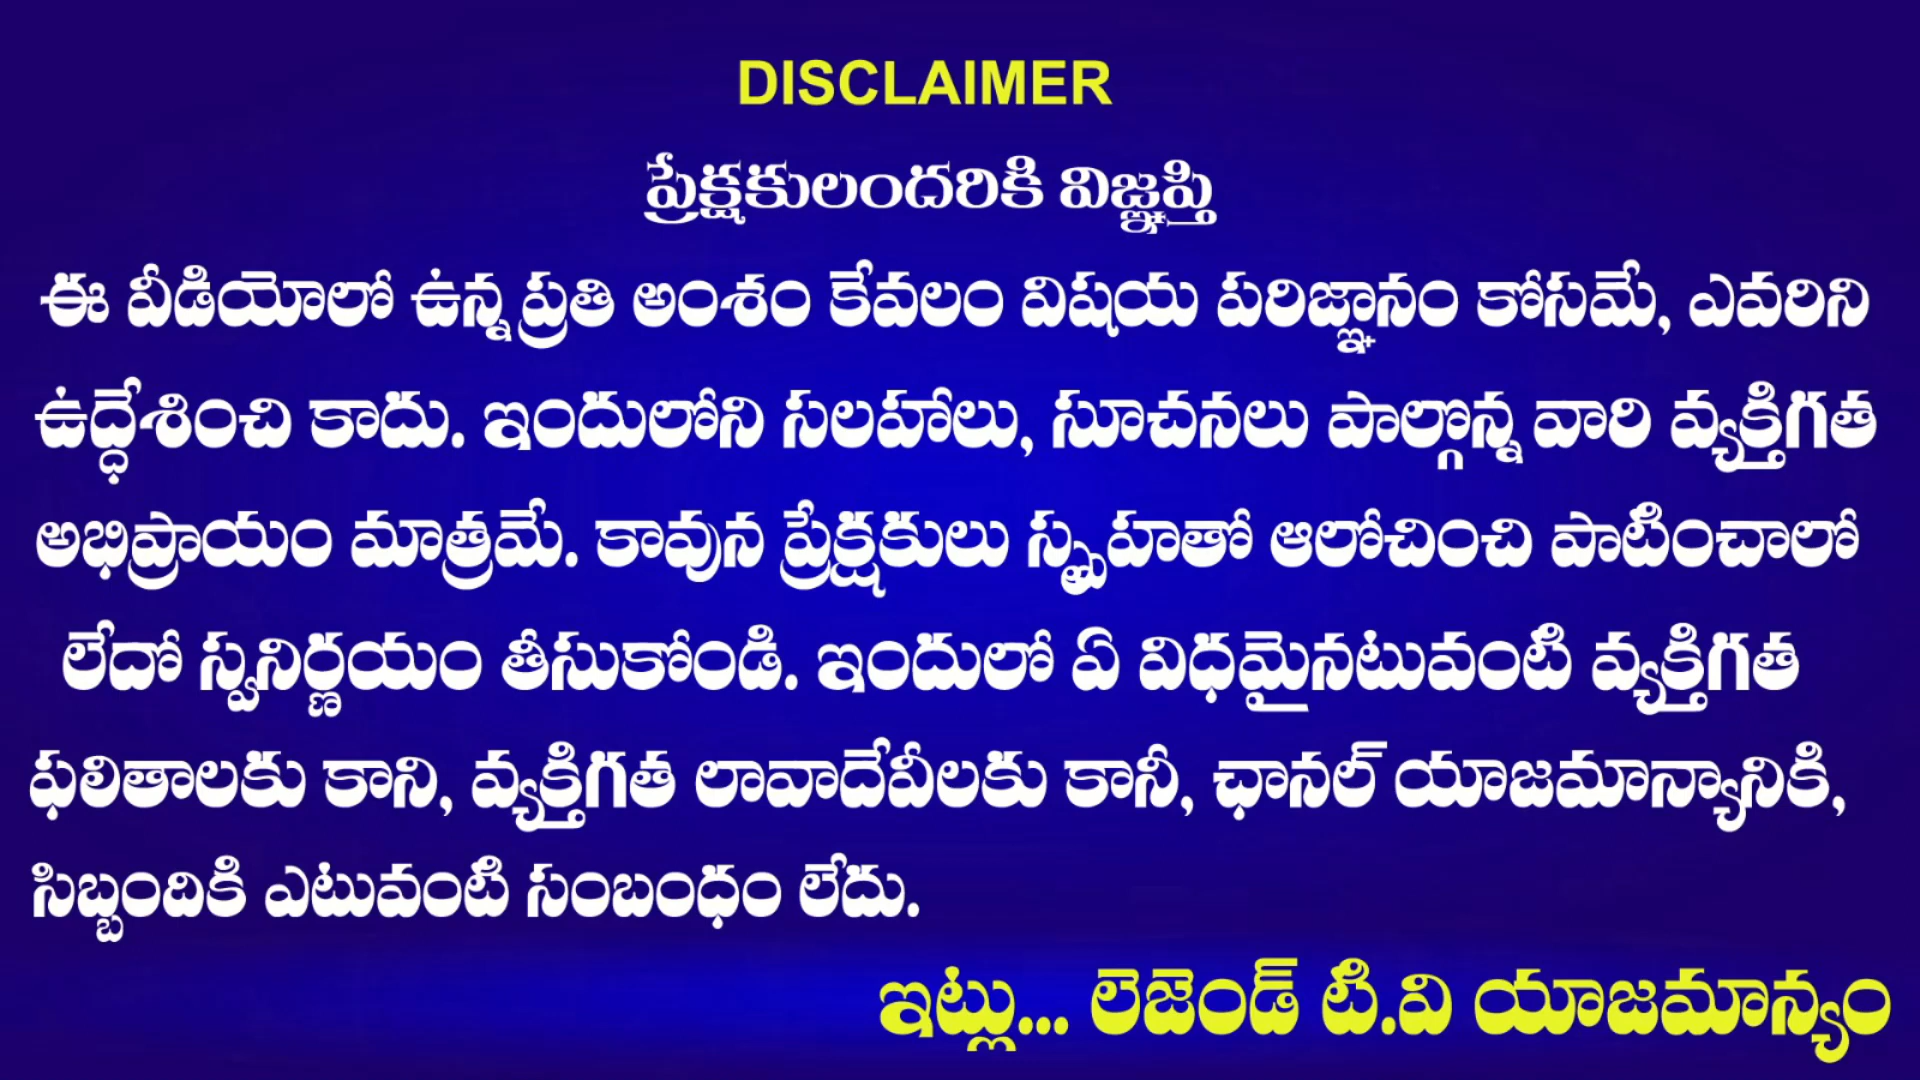 DISCLAIMER
ప్రేక్షకులందరికి విజ్ఞప్తి
ఈ వీడియోలో ఉన్న ప్రతి అంశం కేవలం విషయ పరిజ్ఞానం కోసమే, ఎవరిని
ఉద్ధేశించి కాదు. ఇందులోని సలహాలు, సూచనలు పాల్గొన్న వారి వ్యక్తిగత
అభిప్రాయం మాత్రమే. కావున ప్రేక్షకులు స్పృహతో ఆలోచించి పాటించాలో
లేదో స్వనిర్ణయం తీసుకోండి. ఇందులో ఏ విధమైనటువంటి వ్యక్తిగత
ఫలితాలకు కాని, వ్యక్తిగత లావాదేవీలకు కానీ, ఛానల్ యాజమాన్యానికి,
సిబ్బందికి ఎటువంటి సంబంధం లేదు.
ఇట్లు... లెజెండ్ టి.వి యాజమాన్యం